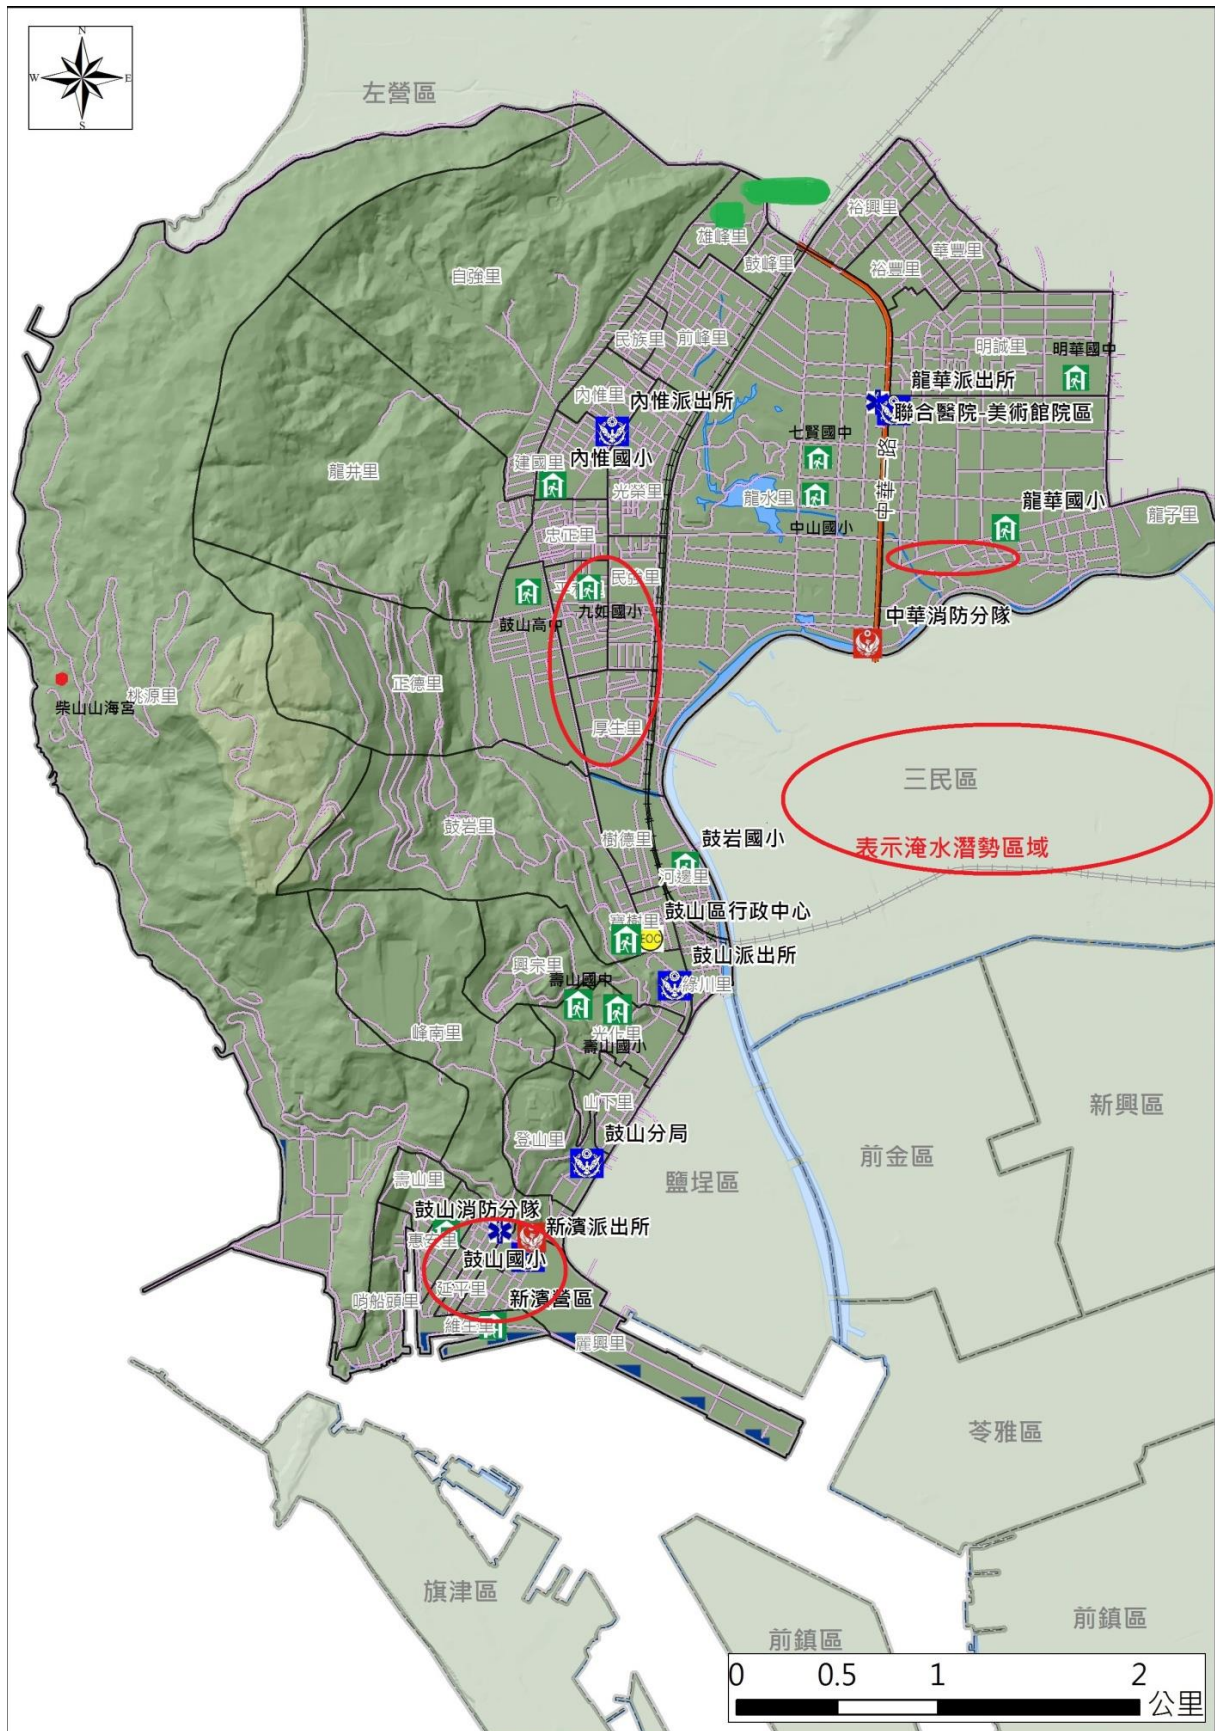 N
W
E
S
左營區
裕興里
雄峰里
鼓峰里
裕豐里
華豐里
自強里
民族里
前峰里
明誠里
明華國中
龍華派出所
內惟里
內惟派出所
聯合醫院-美術館院區
七賢國中
內惟國小
建國里
龍井里
光榮里
龍水里
中華一路
龍華國小
龍子里
中山國小
忠正里
民強里
九如國小
鼓山高中
中華消防分隊
正德里
桃源里
柴山山海宮
厚生里
三民區
表示淹水潛勢區域
鼓岩里
樹德里
鼓岩國小
河邊里
寶樹里
鼓山區行政中心
EOC
鼓山派出所
興宗里
壽山國中
綠川里
峰南里
光化里
壽山國小
山下里
新興區
登山里
鼓山分局
前金區
鹽埕區
壽山里
鼓山消防分隊
新濱派出所
惠安里
鼓山國小
延平里
新濱營區
哨船頭里
維生里
麗興里
苓雅區
旗津區
前鎮區
前鎮區
0 0.5 1 2
公里